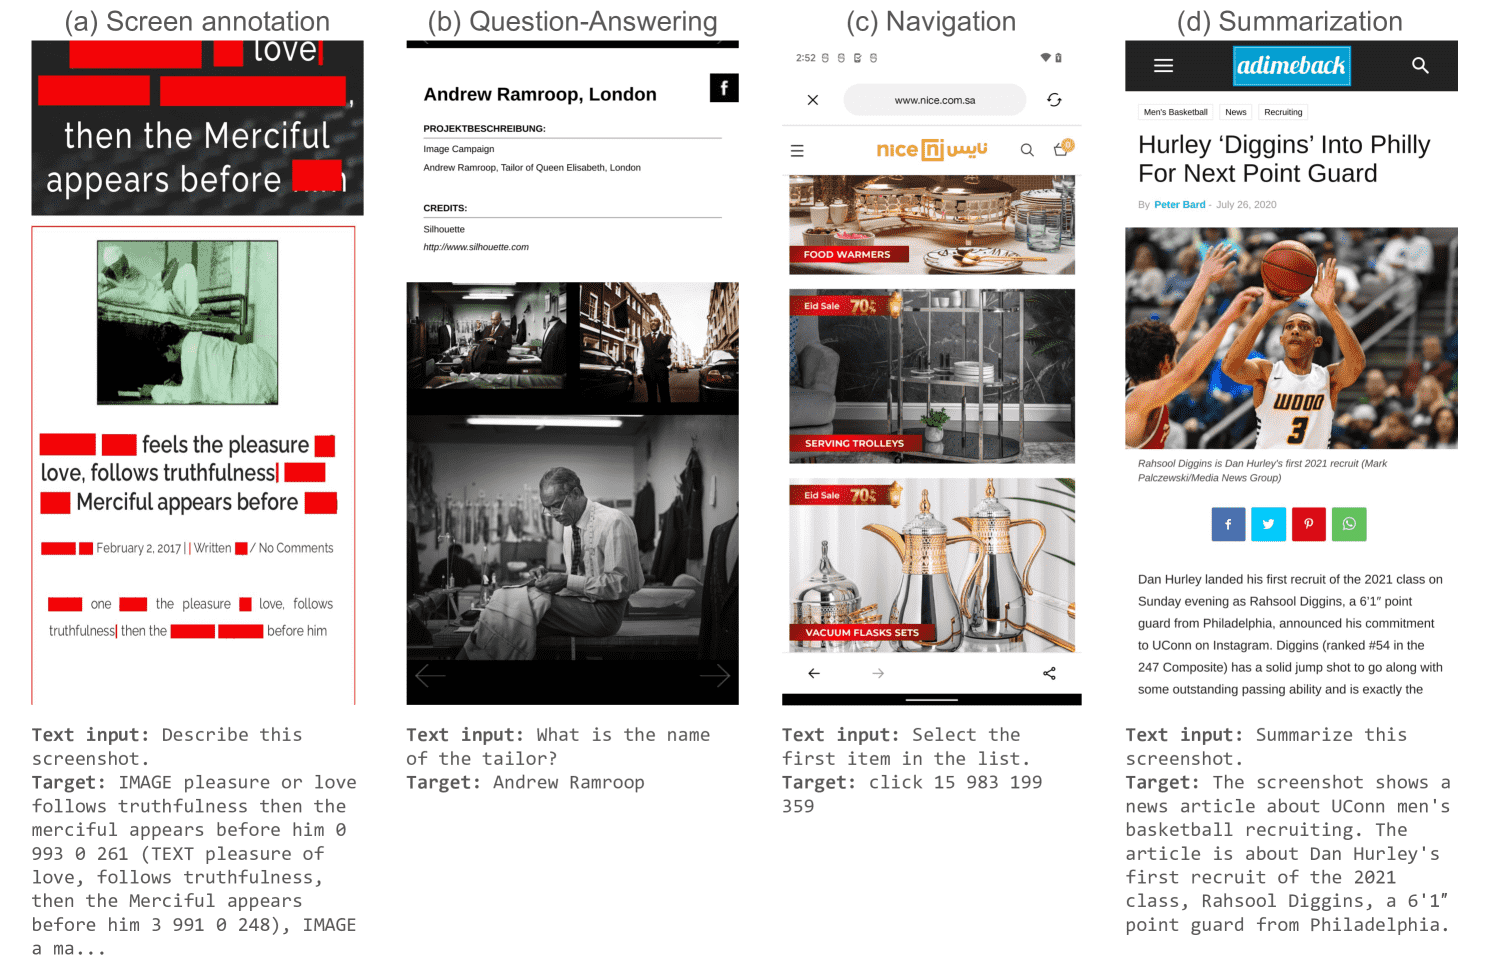 (a) Screen annotation
love
,
then the Merciful
appears before
feels the pleasure
love, follows truthfulness
Merciful appears before
February 2, 2017 | | Written / No Comments
one the pleasure love, follows
truthfulness then the before him
Text input: Describe this
screenshot.
Target: IMAGE pleasure or love
follows truthfulness then the
merciful appears before him 0
993 0 261 (TEXT pleasure of
love, follows truthfulness,
then the Merciful appears
before him 3 991 0 248), IMAGE
a ma...
(b) Question-Answering
f
Andrew Ramroop, London
PROJEKTBESCHREIBUNG:
Image Campaign
Andrew Ramroop, Tailor of Queen Elisabeth, London
CREDITS:
Silhouette
http://www.silhouette.com
Text input: What is the name
of the tailor?
Target: Andrew Ramroop
(c) Navigation
2:52
www.nice.com.sa
nice نايس
0
FOOD WARMERS
Eid Sale 70%
SERVING TROLLEYS
Eid Sale 70%
VACUUM FLASKS SETS
Text input: Select the
first item in the list.
Target: click 15 983 199
359
(d) Summarization
adimeback
Men's Basketball News Recruiting
Hurley ‘Diggins’ Into Philly
For Next Point Guard
By Peter Bard - July 26, 2020
WOOD
3
Rahsool Diggins is Dan Hurley's first 2021 recruit (Mark
Palczewski/Media News Group)
Dan Hurley landed his first recruit of the 2021 class on
Sunday evening as Rahsool Diggins, a 6’1″ point
guard from Philadelphia, announced his commitment
to UConn on Instagram. Diggins (ranked #54 in the
247 Composite) has a solid jump shot to go along with
some outstanding passing ability and is exactly the
Text input: Summarize this
screenshot.
Target: The screenshot shows a
news article about UConn men's
basketball recruiting. The
article is about Dan Hurley's
first recruit of the 2021
class, Rahsool Diggins, a 6'1″
point guard from Philadelphia.